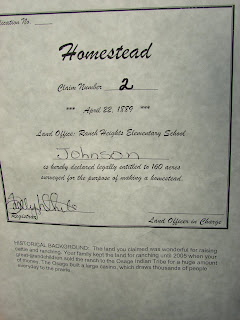 ication No.
Homestead
Claim Number 2
*** April 22, 1889 ***
Land Office: Ranch Heights Elementary School
Johnson
is hereby declared legally entitled to 160 acres
surveyed for the purpose of making a homestead.
Registrar
Land Officer in Charge
HISTORICAL BACKGROUND: The land you claimed was wonderful for raising
cattle and ranching. Your family kept the land for ranching until 2005 when your
great-grandchildren sold the ranch to the Osage Indian Tribe for a huge amount
of money. The Osage built a large casino, which draws thousands of people
everyday to the prairie.